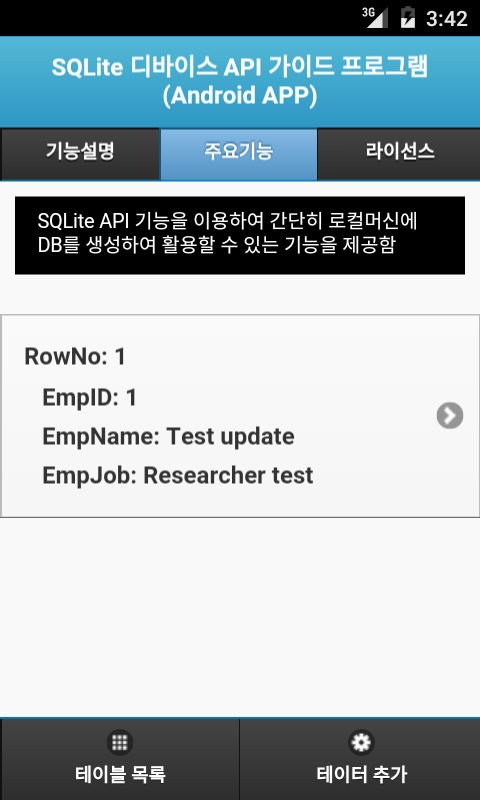 3G 3:42
SQLite 디바이스 API 가이드 프로그램
(Android APP)
기능설명 주요기능 라이선스
SQLite API 기능을 이용하여 간단히 로컬머신에
DB를 생성하여 활용할 수 있는 기능을 제공함
RowNo: 1
EmpID: 1
EmpName: Test update
EmpJob: Researcher test
테이블 목록 테이터 추가